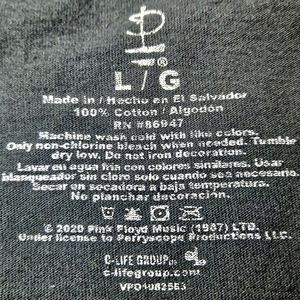 ®
L / G
Made in / Hecho en El Salvador
100% Cotton / Algodón
RN #86947
Machine wash cold with like colors.
Only non-chlorine bleach when needed. Tumble
dry low. Do not iron decoration.
Lavar en agua fria con colores similares. Usar
blanqueador sin cloro solo cuando sea necesario.
Secar en secadora a baja temperatura.
No planchar decoración.
© 2020 Pink Floyd Music (1987) LTD.
Under license to Perryscope Productions LLC.
C-LIFE GROUP LTD.
c-lifegroup.com